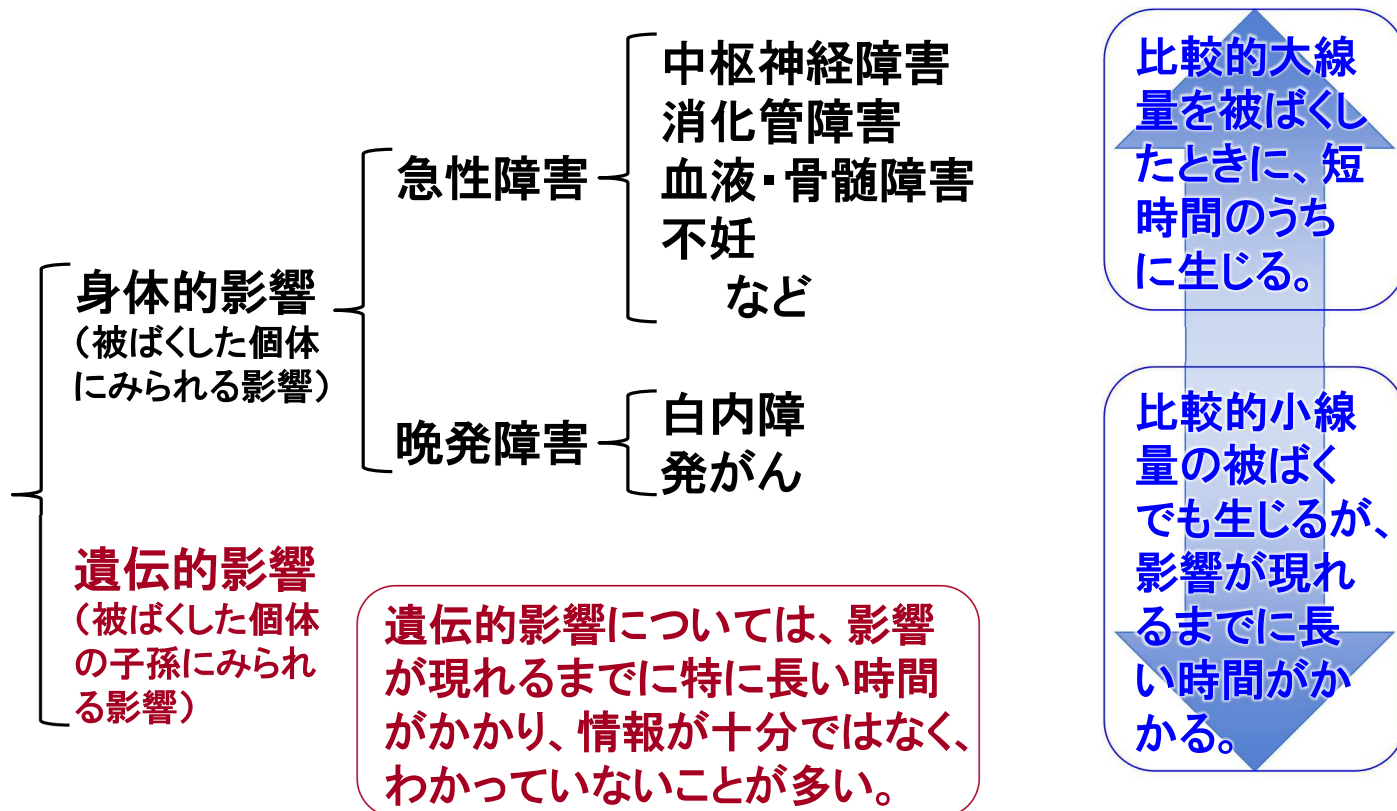 身体的影響
（被ばくした個体
にみられる影響）
急性障害
中枢神経障害
消化管障害
血液・骨髄障害
不妊
など
晩発障害
白内障
発がん
遺伝的影響
（被ばくした個体
の子孫にみられ
る影響）
遺伝的影響については、影響
が現れるまでに特に長い時間
がかかり、情報が十分ではなく、
わかっていないことが多い。
比較的大線
量を被ばくし
たときに、短
時間のうち
に生じる。
比較的小線
量の被ばく
でも生じるが、
影響が現れ
るまでに長
い時間がか
かる。